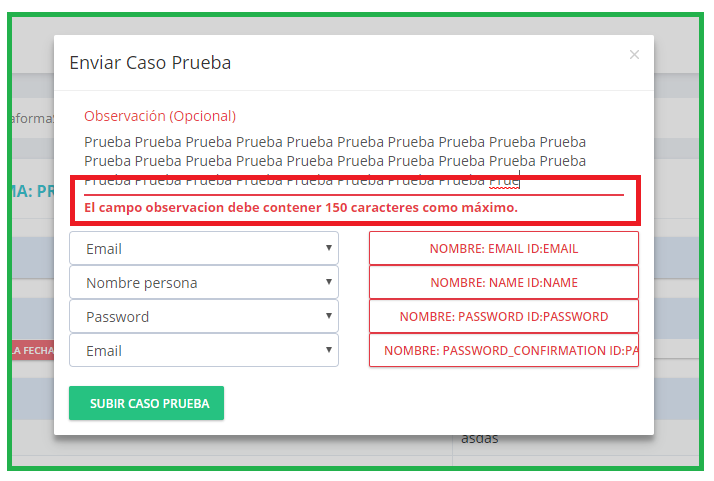 ×
Enviar Caso Prueba
Observación (Opcional)
Prueba Prueba Prueba Prueba Prueba Prueba Prueba Prueba Prueba Prueba
Prueba Prueba Prueba Prueba Prueba Prueba Prueba Prueba Prueba Prueba
Prueba Prueba Prueba Prueba Prueba Prueba Prueba Prueba Prue
MA: PR
El campo observacion debe contener 150 caracteres como máximo.
Email NOMBRE: EMAIL ID:EMAIL
Nombre persona NOMBRE: NAME ID:NAME
Password NOMBRE: PASSWORD ID:PASSWORD
Email NOMBRE: PASSWORD_CONFIRMATION ID:PA
LA FECHA
SUBIR CASO PRUEBA
asdas